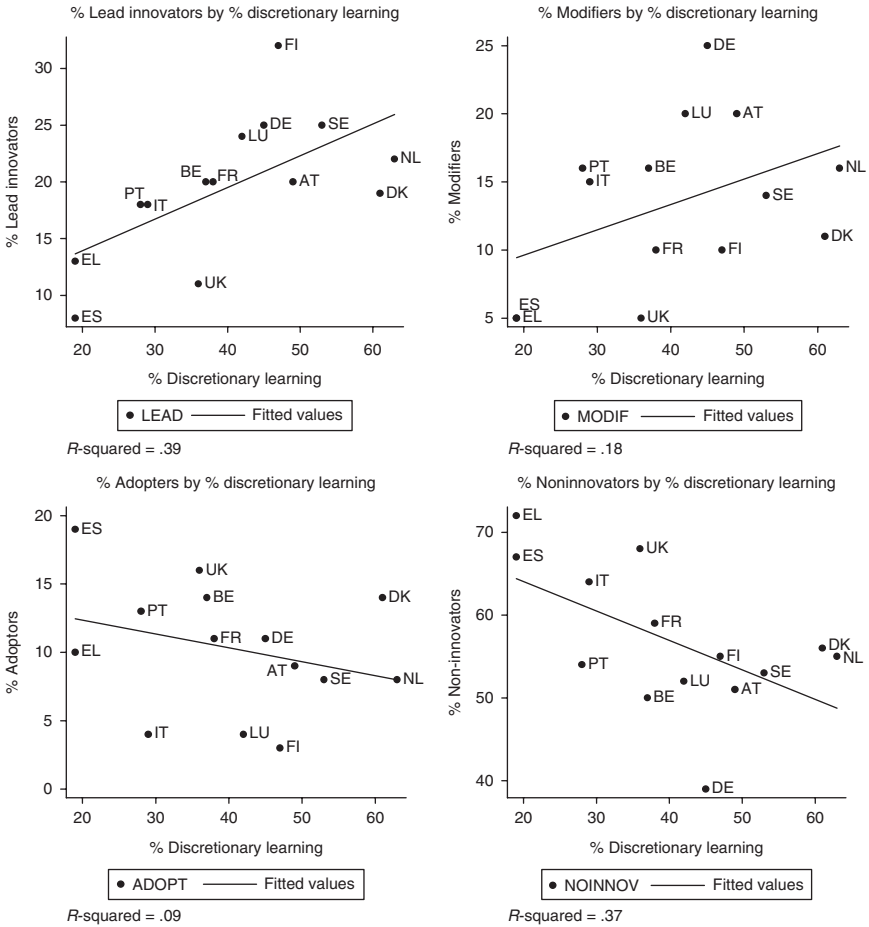 % Lead innovators by % discretionary learning
% Lead innovators
30
25
20
15
10
FI
DE
SE
LU
NL
BE
FR
AT
DK
PT
IT
EL
UK
ES
20 30 40 50 60
% Discretionary learning
LEAD Fitted values
R-squared = .39
% Modifiers by % discretionary learning
% Modifiers
25
20
15
10
5
DE
LU
AT
PT
BE
NL
IT
SE
DK
FR
FI
ES
EL
UK
20 30 40 50 60
% Discretionary learning
MODIF Fitted values
R-squared = .18
% Adopters by % discretionary learning
% Adoptors
20
15
10
5
0
ES
UK
BE
DK
PT
FR
DE
EL
AT
SE
NL
IT
LU
FI
20 30 40 50 60
% Discretionary learning
ADOPT Fitted values
R-squared = .09
% Noninnovators by % discretionary learning
% Non-innovators
70
60
50
40
EL
UK
ES
IT
FR
DK
FI
NL
PT
SE
LU
AT
BE
DE
20 30 40 50 60
% Discretionary learning
NOINNOV Fitted values
R-squared = .37